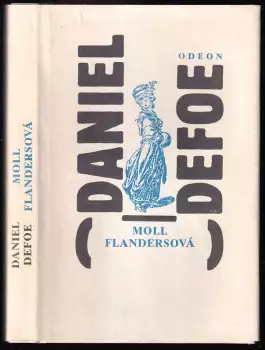 DANIEL DEFOE
MOLL FLANDERSOVÁ
ODEON
DANIEL
DEFOE
MOLL
FLANDERSOVÁ